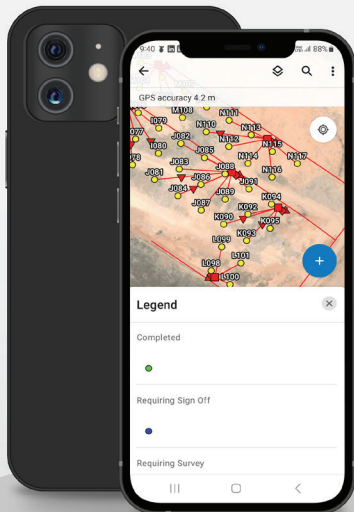 9:40
88%
GPS accuracy 4.2 m
M108
N111
I079
N110
N113
J082
N112
N115
I080
J085
N114
N117
J083
J088
N116
J081
J086
J091
J084
J089
K094
J087
K092
K090
K095
K093
L099
L101
L098
L100
Legend
Completed
Requiring Sign Off
Requiring Survey